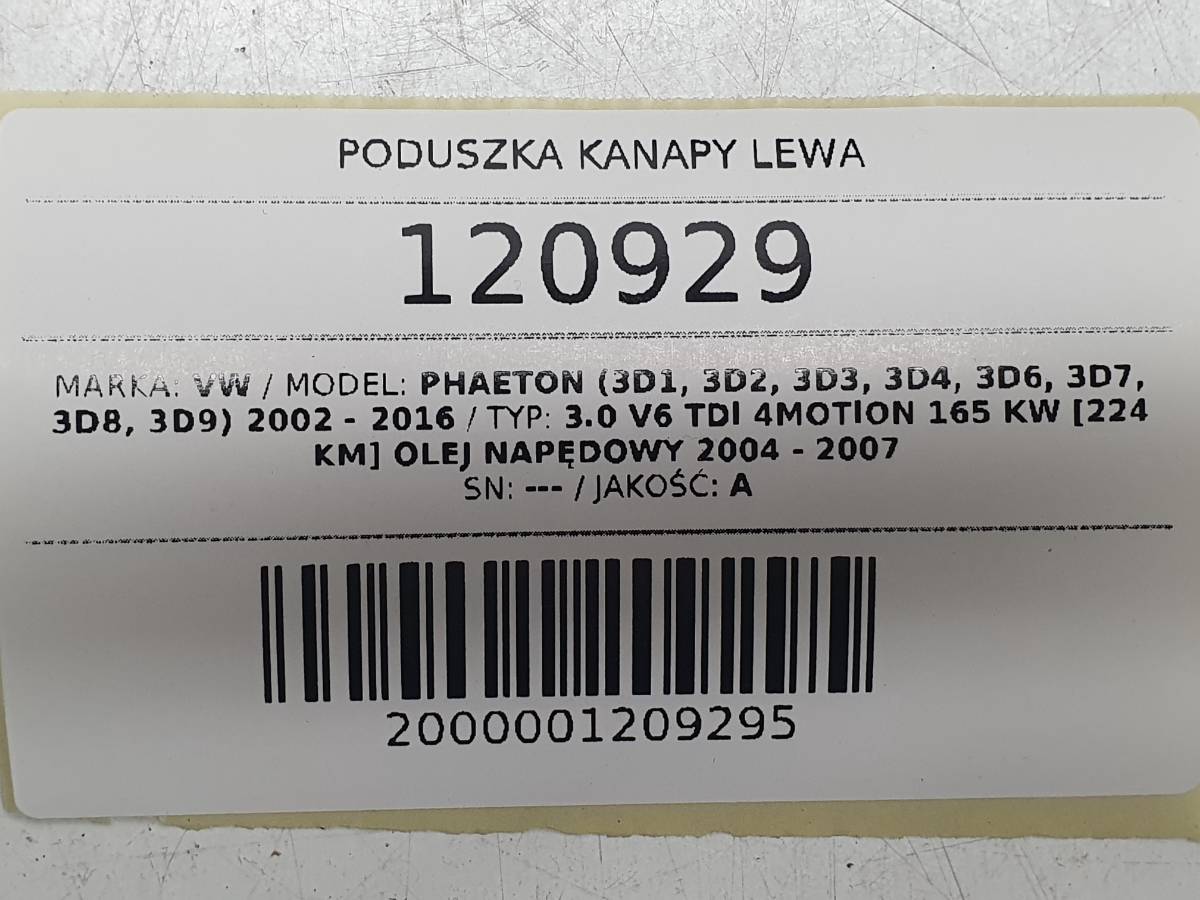 PODUSZKA KANAPY LEWA
120929
MARKA: VW / MODEL: PHAETON (3D1, 3D2, 3D3, 3D4, 3D6, 3D7,
3D8, 3D9) 2002 - 2016 / TYP: 3.0 V6 TDI 4MOTION 165 KW [224
KM] OLEJ NAPĘDOWY 2004 - 2007
SN: --- / JAKOŚĆ: A
2000001209295